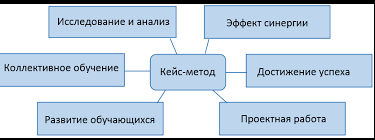 Исследование и анализ
Эффект синергии
Коллективное обучение
Кейс-метод
Достижение успеха
Развитие обучающихся
Проектная работа